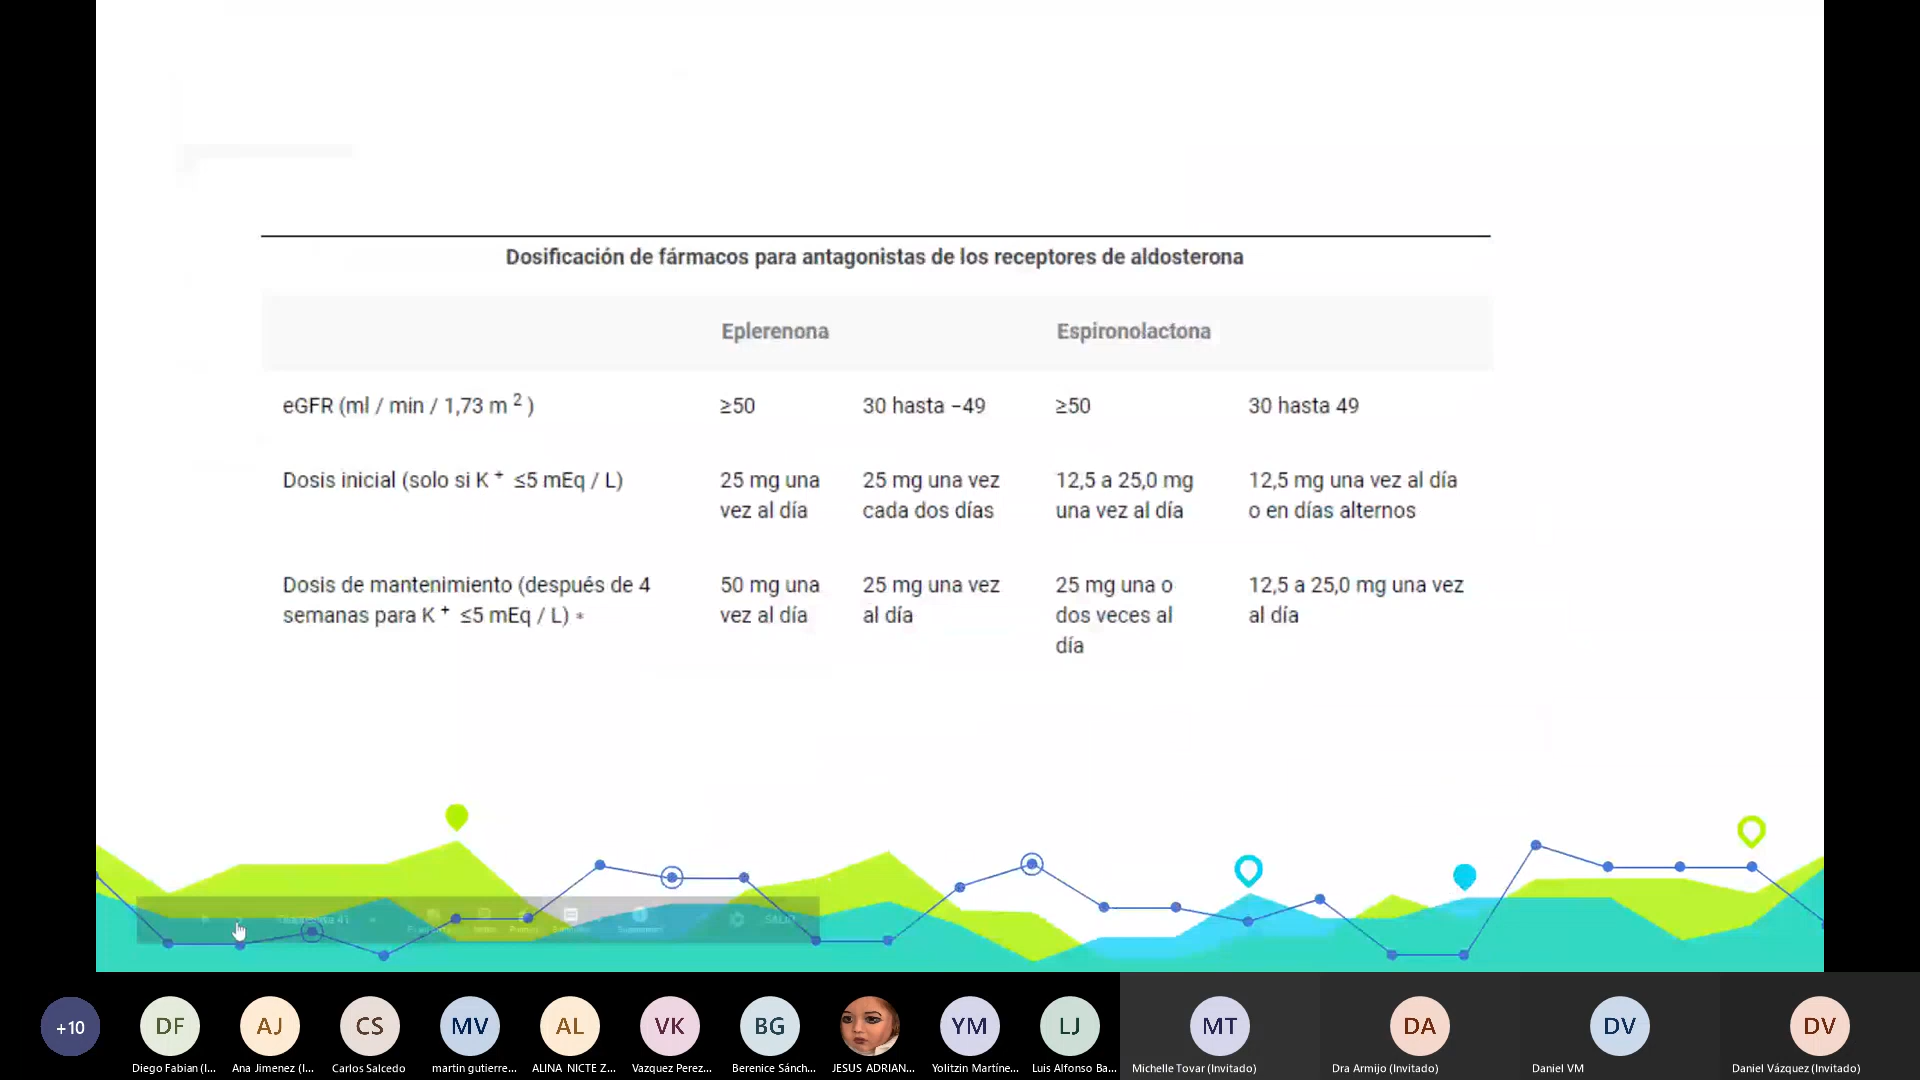 Dosificación de fármacos para antagonistas de los receptores de aldosterona
Eplerenona Espironolactona
eGFR (ml / min / 1,73 m 2 ) ≥50 30 hasta −49 ≥50 30 hasta 49
Dosis inicial (solo si K + ≤5 mEq / L) 25 mg una 25 mg una vez 12,5 a 25,0 mg 12,5 mg una vez al día
vez al día cada dos días una vez al día o en días alternos
Dosis de mantenimiento (después de 4 50 mg una 25 mg una vez 25 mg una o 12,5 a 25,0 mg una vez
semanas para K + ≤5 mEq / L) * vez al día al día dos veces al al día
día
+10 DF AJ CS MV AL VK BG YM LJ MT DA DV DV
Diego Fabian (I... Ana Jimenez (I... Carlos Salcedo martin gutierre... ALINA NICTE Z... Vazquez Perez... Berenice Sánch... JESUS ADRIAN... Yolitzin Martíne... Luis Alfonso Ba... Michelle Tovar (Invitado) Dra Armijo (Invitado) Daniel VM Daniel Vázquez (Invitado)